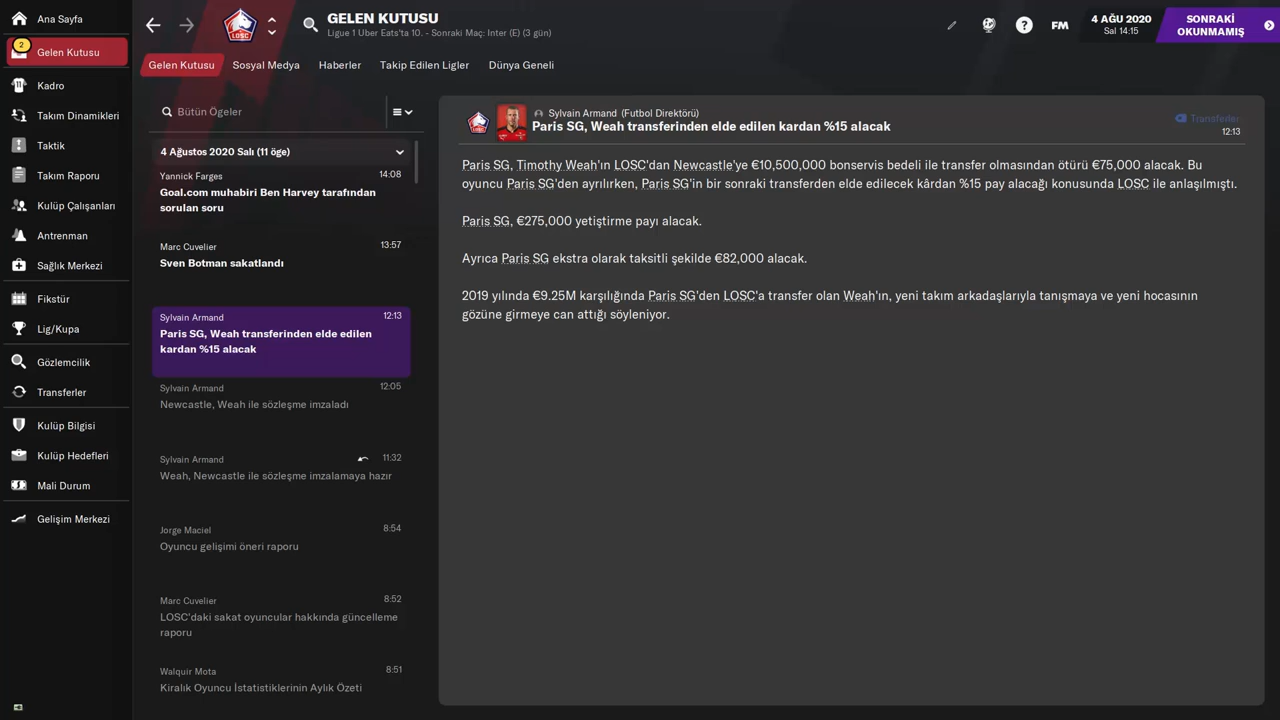 Ana Sayfa
2
Gelen Kutusu
Kadro
Takım Dinamikleri
Taktik
Takım Raporu
Kulüp Çalışanları
Antrenman
Sağlık Merkezi
Fikstür
Lig/Kupa
Gözlemcilik
Transferler
Kulüp Bilgisi
Kulüp Hedefleri
Mali Durum
Gelişim Merkezi
LOSC
GELEN KUTUSU
Ligue 1 Uber Eats'ta 10. - Sonraki Maç: Inter (E) (3 gün)
?
FM
4 AĞU 2020
Sal 14:15
SONRAKİ
OKUNMAMIŞ
Gelen Kutusu
Sosyal Medya
Haberler
Takip Edilen Ligler
Dünya Geneli
Bütün Ögeler
4 Ağustos 2020 Salı (11 öge)
Yannick Farges 14:08
Goal.com muhabiri Ben Harvey tarafından
sorulan soru
Marc Cuvelier 13:57
Sven Botman sakatlandı
Sylvain Armand 12:13
Paris SG, Weah transferinden elde edilen
kardan %15 alacak
Sylvain Armand 12:05
Newcastle, Weah ile sözleşme imzaladı
Sylvain Armand 11:32
Weah, Newcastle ile sözleşme imzalamaya hazır
Jorge Maciel 8:54
Oyuncu gelişimi öneri raporu
Marc Cuvelier 8:52
LOSC'daki sakat oyuncular hakkında güncelleme
raporu
Walquir Mota 8:51
Kiralık Oyuncu İstatistiklerinin Aylık Özeti
Sylvain Armand (Futbol Direktörü)
Paris SG, Weah transferinden elde edilen kardan %15 alacak
Transferler
12:13
Paris SG, Timothy Weah'ın LOSC'dan Newcastle'ye €10,500,000 bonservis bedeli ile transfer olmasından ötürü €75,000 alacak. Bu
oyuncu Paris SG'den ayrılırken, Paris SG'in bir sonraki transferden elde edilecek kârdan %15 pay alacağı konusunda LOSC ile anlaşılmıştı.
Paris SG, €275,000 yetiştirme payı alacak.
Ayrıca Paris SG ekstra olarak taksitli şekilde €82,000 alacak.
2019 yılında €9.25M karşılığında Paris SG'den LOSC'a transfer olan Weah'ın, yeni takım arkadaşlarıyla tanışmaya ve yeni hocasının
gözüne girmeye can attığı söyleniyor.